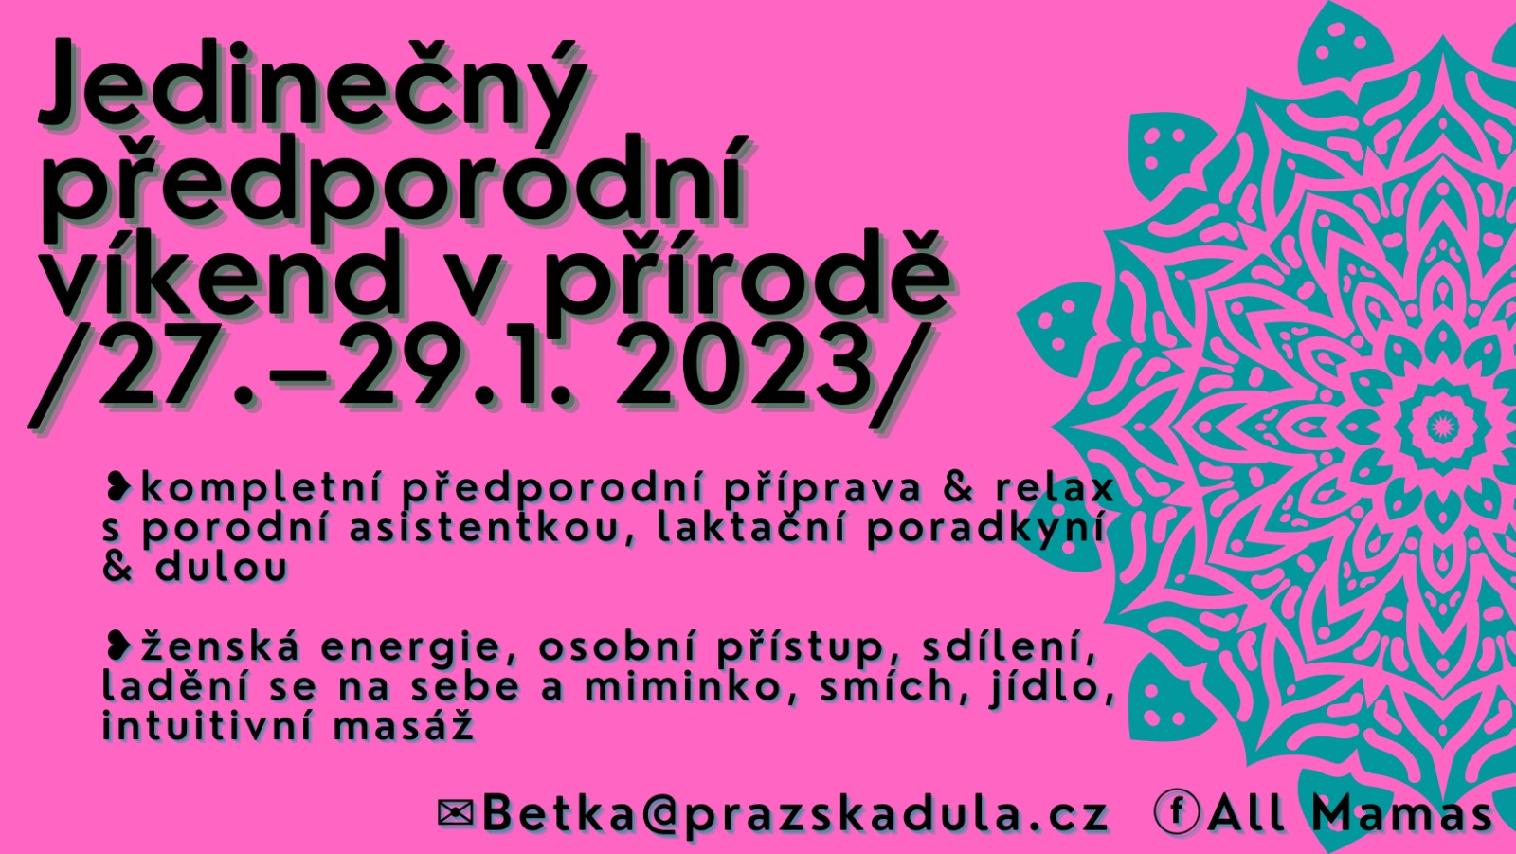 Jedinečný
předporodní
víkend v přírodě
/27.–29.1. 2023/
❥kompletní předporodní příprava & relax
s porodní asistentkou, laktační poradkyní
& dulou
❥ženská energie, osobní přístup, sdílení,
ladění se na sebe a miminko, smích, jídlo,
intuitivní masáž
✉Betka@prazskadula.cz ⓕAll Mamas